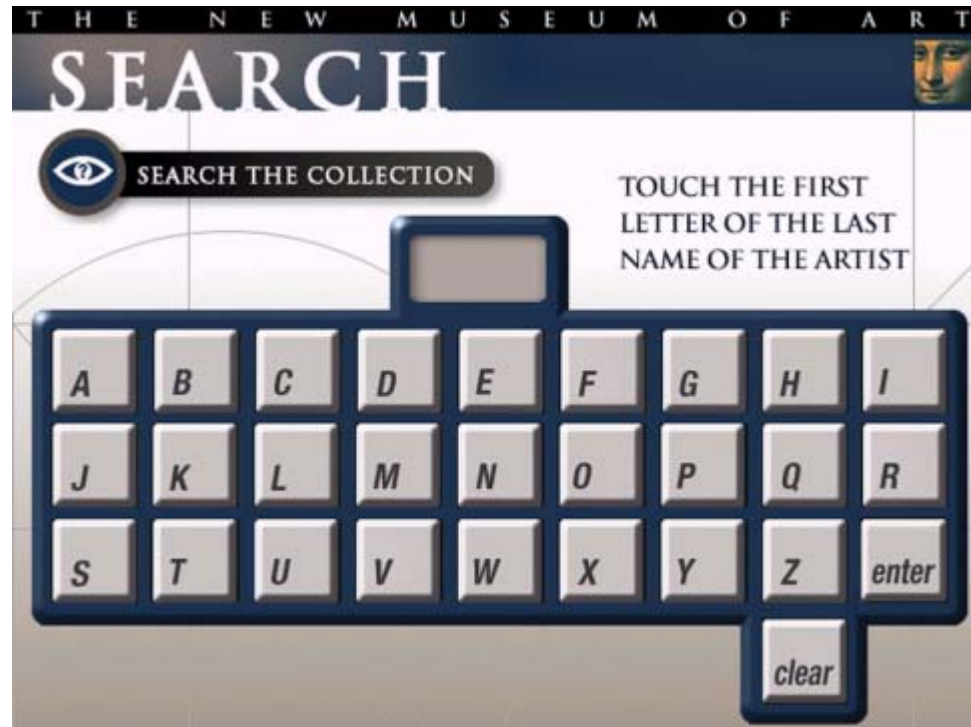 THE NEW MUSEUM OF ART
SEARCH
SEARCH THE COLLECTION
TOUCH THE FIRST
LETTER OF THE LAST
NAME OF THE ARTIST
A B C D E F G H I
J K L M N O P Q R
S T U V W X Y Z enter
clear